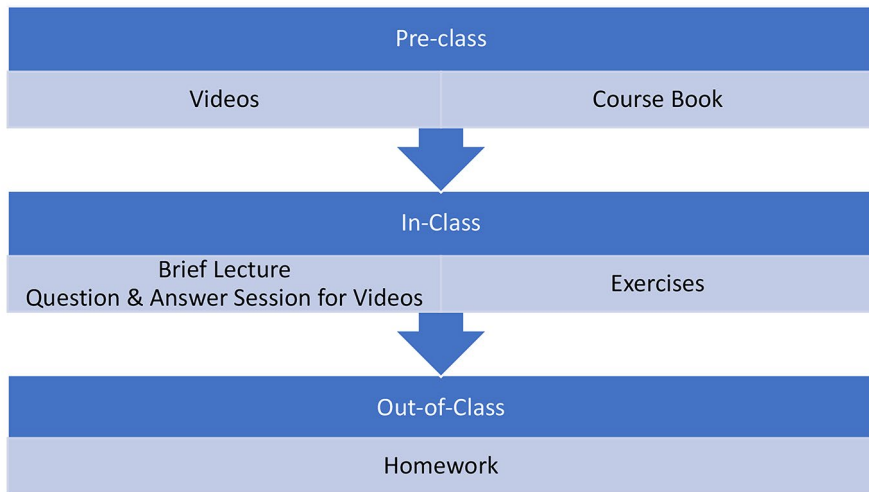 Pre-class
Videos
Course Book
In-Class
Brief Lecture
Question & Answer Session for Videos
Exercises
Out-of-Class
Homework